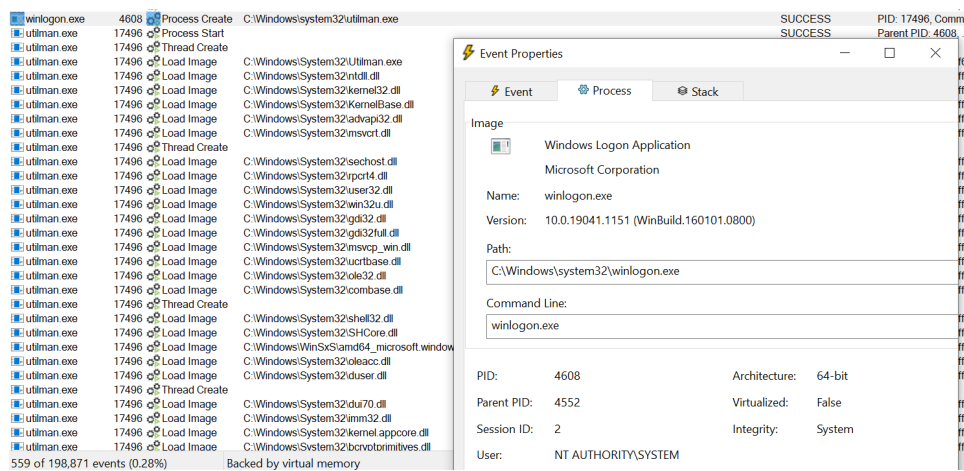 winlogon.exe 4608 Process Create C:\Windows\system32\utilman.exe SUCCESS PID: 17496, Comm
utilman.exe 17496 Process Start SUCCESS Parent PID: 4608,
utilman.exe 17496 Thread Create
utilman.exe 17496 Load Image C:\Windows\System32\Utilman.exe
utilman.exe 17496 Load Image C:\Windows\System32\ntdll.dll
utilman.exe 17496 Load Image C:\Windows\System32\kernel32.dll
utilman.exe 17496 Load Image C:\Windows\System32\KernelBase.dll
utilman.exe 17496 Load Image C:\Windows\System32\advapi32.dll
utilman.exe 17496 Load Image C:\Windows\System32\msvcrt.dll
utilman.exe 17496 Thread Create
utilman.exe 17496 Load Image C:\Windows\System32\sechost.dll
utilman.exe 17496 Load Image C:\Windows\System32\rpcrt4.dll
utilman.exe 17496 Load Image C:\Windows\System32\user32.dll
utilman.exe 17496 Load Image C:\Windows\System32\win32u.dll
utilman.exe 17496 Load Image C:\Windows\System32\gdi32.dll
utilman.exe 17496 Load Image C:\Windows\System32\gdi32full.dll
utilman.exe 17496 Load Image C:\Windows\System32\msvcp_win.dll
utilman.exe 17496 Load Image C:\Windows\System32\ucrtbase.dll
utilman.exe 17496 Load Image C:\Windows\System32\ole32.dll
utilman.exe 17496 Load Image C:\Windows\System32\combase.dll
utilman.exe 17496 Thread Create
utilman.exe 17496 Load Image C:\Windows\System32\shell32.dll
utilman.exe 17496 Load Image C:\Windows\System32\SHCore.dll
utilman.exe 17496 Load Image C:\Windows\WinSxS\amd64_microsoft.window
utilman.exe 17496 Load Image C:\Windows\System32\oleacc.dll
utilman.exe 17496 Load Image C:\Windows\System32\duser.dll
utilman.exe 17496 Thread Create
utilman.exe 17496 Load Image C:\Windows\System32\dui70.dll
utilman.exe 17496 Load Image C:\Windows\System32\imm32.dll
utilman.exe 17496 Load Image C:\Windows\System32\kernel.appcore.dll
utilman.exe 17496 Load Image C:\Windows\System32\bcryptprimitives.dll
559 of 198,871 events (0.28%) Backed by virtual memory
Event Properties
Event Process Stack
Image
Windows Logon Application
Microsoft Corporation
Name: winlogon.exe
Version: 10.0.19041.1151 (WinBuild.160101.0800)
Path:
C:\Windows\system32\winlogon.exe
Command Line:
winlogon.exe
PID: 4608 Architecture: 64-bit
Parent PID: 4552 Virtualized: False
Session ID: 2 Integrity: System
User: NT AUTHORITY\SYSTEM